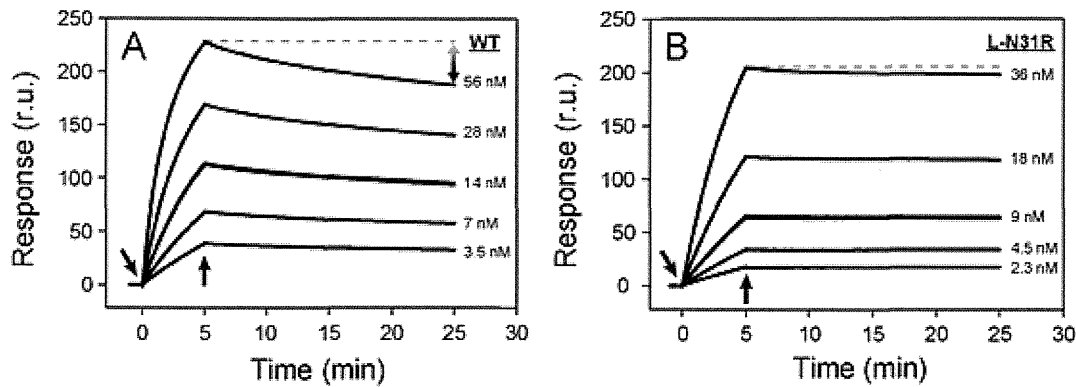 A
WT
Response (r.u.)
250
200
150
100
50
0
56 nM
28 nM
14 nM
7 nM
3.5 nM
0 5 10 15 20 25 30
Time (min)
B
L-N31R
Response (r.u.)
250
200
150
100
50
0
36 nM
18 nM
9 nM
4.5 nM
2.3 nM
0 5 10 15 20 25 30
Time (min)